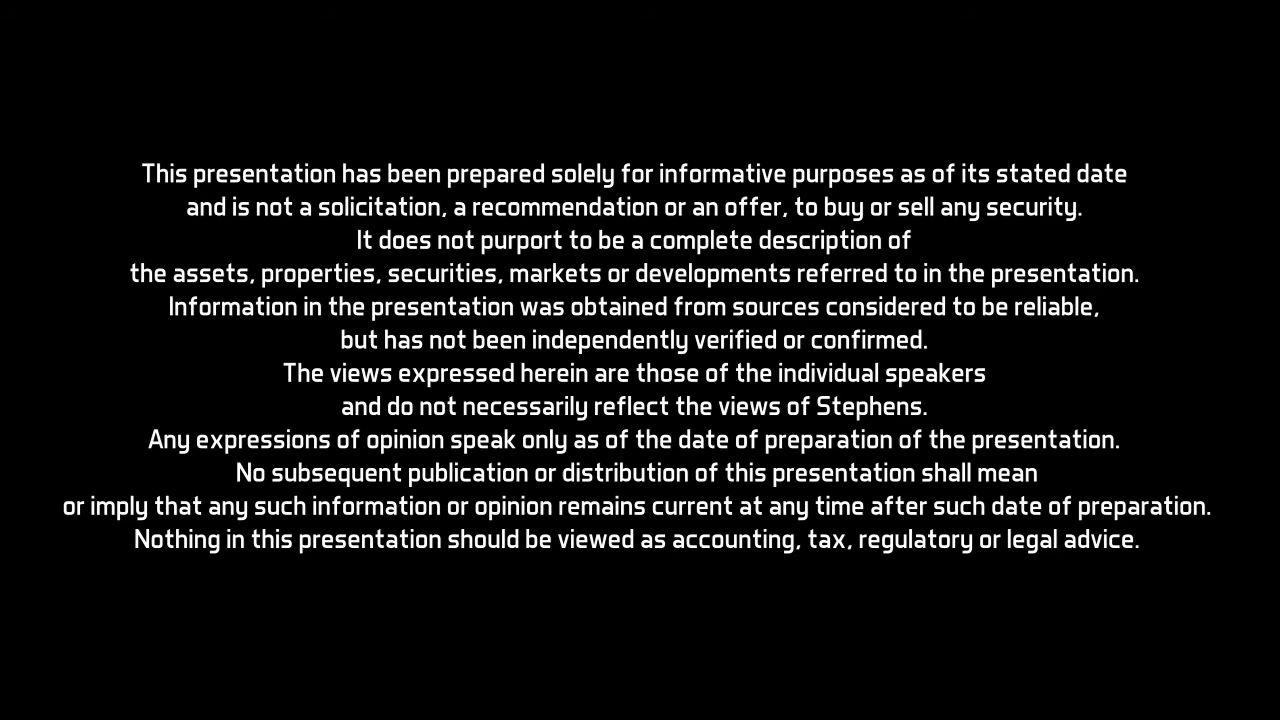 This presentation has been prepared solely for informative purposes as of its stated date
and is not a solicitation, a recommendation or an offer, to buy or sell any security.
It does not purport to be a complete description of
the assets, properties, securities, markets or developments referred to in the presentation.
Information in the presentation was obtained from sources considered to be reliable,
but has not been independently verified or confirmed.
The views expressed herein are those of the individual speakers
and do not necessarily reflect the views of Stephens.
Any expressions of opinion speak only as of the date of preparation of the presentation.
No subsequent publication or distribution of this presentation shall mean
or imply that any such information or opinion remains current at any time after such date of preparation.
Nothing in this presentation should be viewed as accounting, tax, regulatory or legal advice.